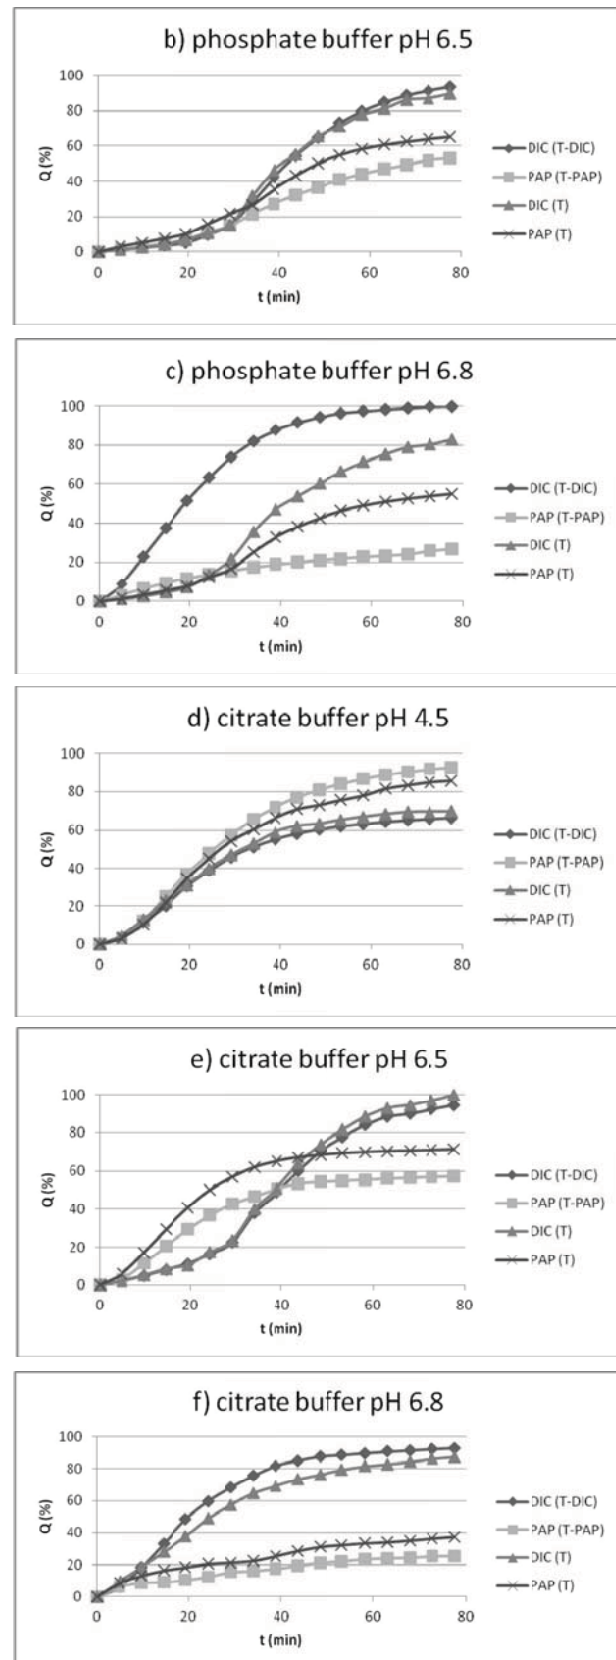 b) phosphate buffer pH 6.5
100
80
60
40
20
0
Q (%)
0 20 40 60 80
t (min)
DIC (T-DIC)
PAP (T-PAP)
DIC (T)
PAP (T)
c) phosphate buffer pH 6.8
100
80
60
40
20
0
Q (%)
0 20 40 60 80
t (min)
DIC (T-DIC)
PAP (T-PAP)
DIC (T)
PAP (T)
d) citrate buffer pH 4.5
100
80
60
40
20
0
Q (%)
0 20 40 60 80
t (min)
DIC (T-DIC)
PAP (T-PAP)
DIC (T)
PAP (T)
e) citrate buffer pH 6.5
100
80
60
40
20
0
Q (%)
0 20 40 60 80
t (min)
DIC (T-DIC)
PAP (T-PAP)
DIC (T)
PAP (T)
f) citrate buffer pH 6.8
100
80
60
40
20
0
Q (%)
0 20 40 60 80
t (min)
DIC (T-DIC)
PAP (T-PAP)
DIC (T)
PAP (T)